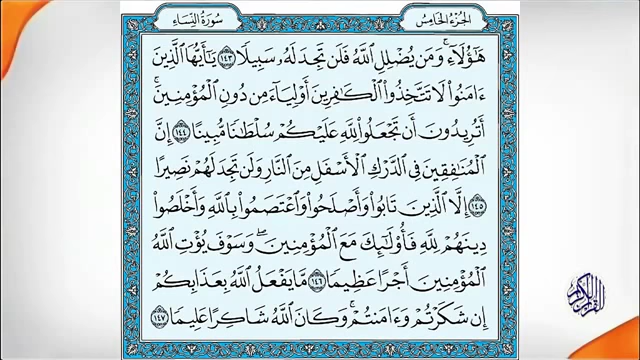 الجزء الخامس
سورة النساء
هَٰٓؤُلَآءِۚ وَمَن يُضْلِلِ ٱللَّهُ فَلَن تَجِدَ لَهُۥ سَبِيلًا ١٤٣ يَٰٓأَيُّهَا ٱلَّذِينَ
ءَامَنُوا۟ لَا تَتَّخِذُوا۟ ٱلْكَٰفِرِينَ أَوْلِيَآءَ مِن دُونِ ٱلْمُؤْمِنِينَۚ
أَتُرِيدُونَ أَن تَجْعَلُوا۟ لِلَّهِ عَلَيْكُمْ سُلْطَٰنًا مُّبِينًا ١٤٤ إِنَّ
ٱلْمُنَٰفِقِينَ فِى ٱلدَّرْكِ ٱلْأَسْفَلِ مِنَ ٱلنَّارِ وَلَن تَجِدَ لَهُمْ نَصِيرًا
١٤٥ إِلَّا ٱلَّذِينَ تَابُوا۟ وَأَصْلَحُوا۟ وَٱعْتَصَمُوا۟ بِٱللَّهِ وَأَخْلَصُوا۟
دِينَهُمْ لِلَّهِ فَأُو۟لَٰٓئِكَ مَعَ ٱلْمُؤْمِنِينَۖ وَسَوْفَ يُؤْتِ ٱللَّهُ
ٱلْمُؤْمِنِينَ أَجْرًا عَظِيمًا ١٤٦ مَّا يَفْعَلُ ٱللَّهُ بِعَذَابِكُمْ
إِن شَكَرْتُمْ وَءَامَنتُمْۚ وَكَانَ ٱللَّهُ شَاكِرًا عَلِيمًا ١٤٧
القرآن الكريم